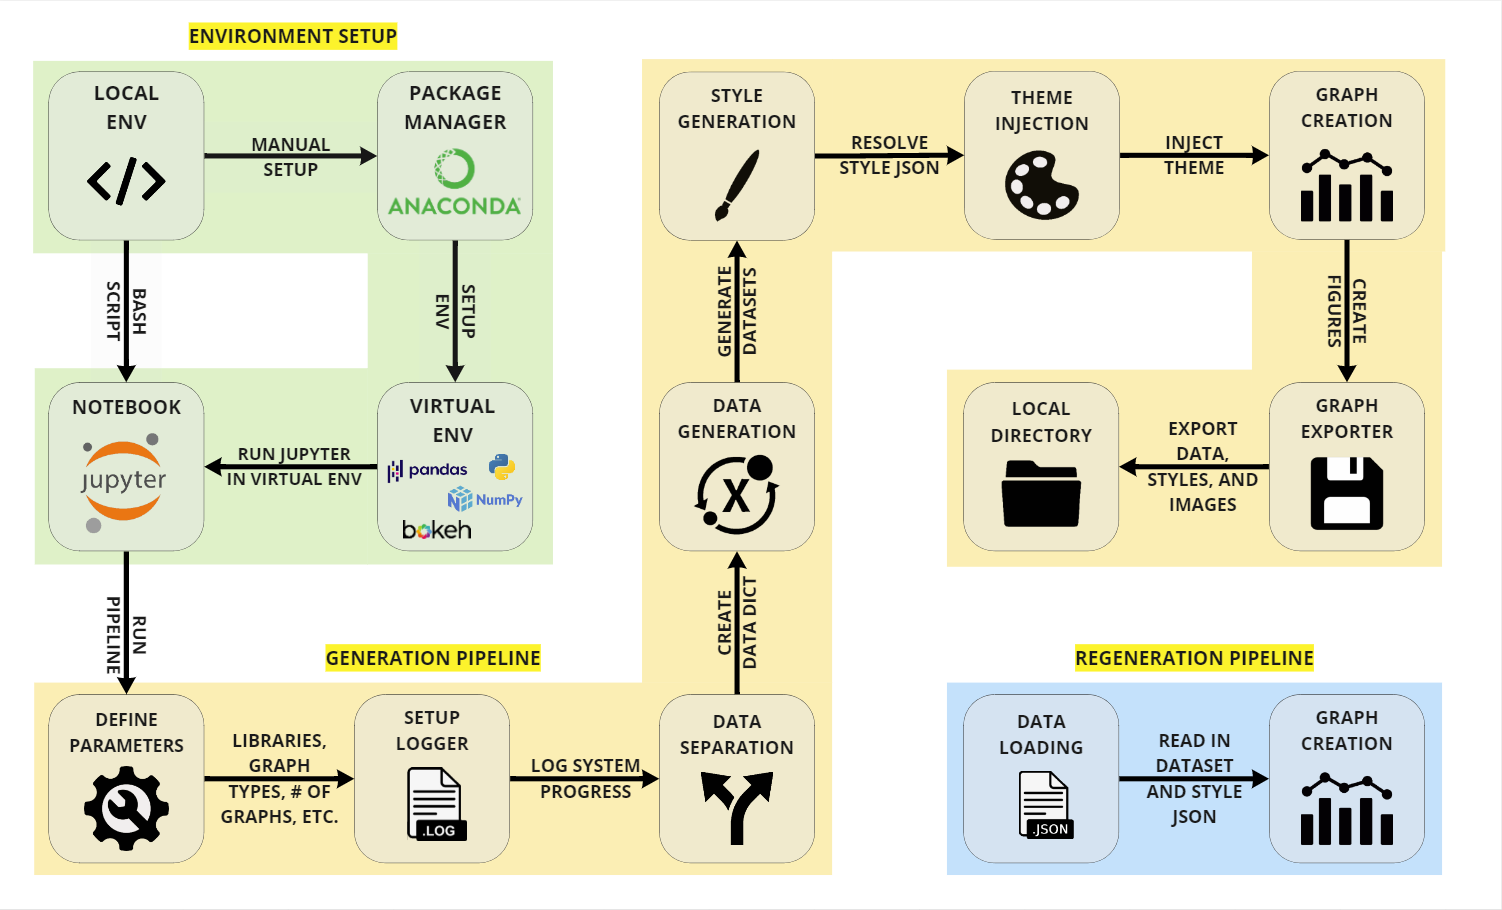 ENVIRONMENT SETUP
LOCAL
ENV
MANUAL
SETUP
PACKAGE
MANAGER
ANACONDA
BASH
SCRIPT
SETUP
ENV
NOTEBOOK
jupyter
RUN JUPYTER
IN VIRTUAL ENV
VIRTUAL
ENV
pandas
NumPy
bokeh
RUN
PIPELINE
GENERATION PIPELINE
DEFINE
PARAMETERS
LIBRARIES,
GRAPH
TYPES, # OF
GRAPHS, ETC.
SETUP
LOGGER
.LOG
LOG SYSTEM
PROGRESS
DATA
SEPARATION
CREATE
DATA DICT
DATA
GENERATION
X
GENERATE
DATASETS
STYLE
GENERATION
RESOLVE
STYLE JSON
THEME
INJECTION
INJECT
THEME
GRAPH
CREATION
CREATE
FIGURES
GRAPH
EXPORTER
EXPORT
DATA,
STYLES, AND
IMAGES
LOCAL
DIRECTORY
REGENERATION PIPELINE
DATA
LOADING
.JSON
READ IN
DATASET
AND STYLE
JSON
GRAPH
CREATION